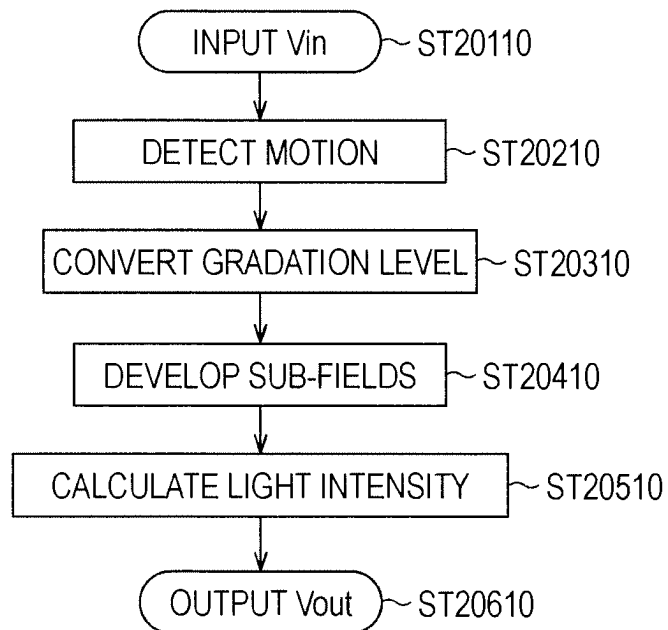 INPUT Vin ~ ST20110
DETECT MOTION ~ ST20210
CONVERT GRADATION LEVEL ~ ST20310
DEVELOP SUB-FIELDS ~ ST20410
CALCULATE LIGHT INTENSITY ~ ST20510
OUTPUT Vout ~ ST20610